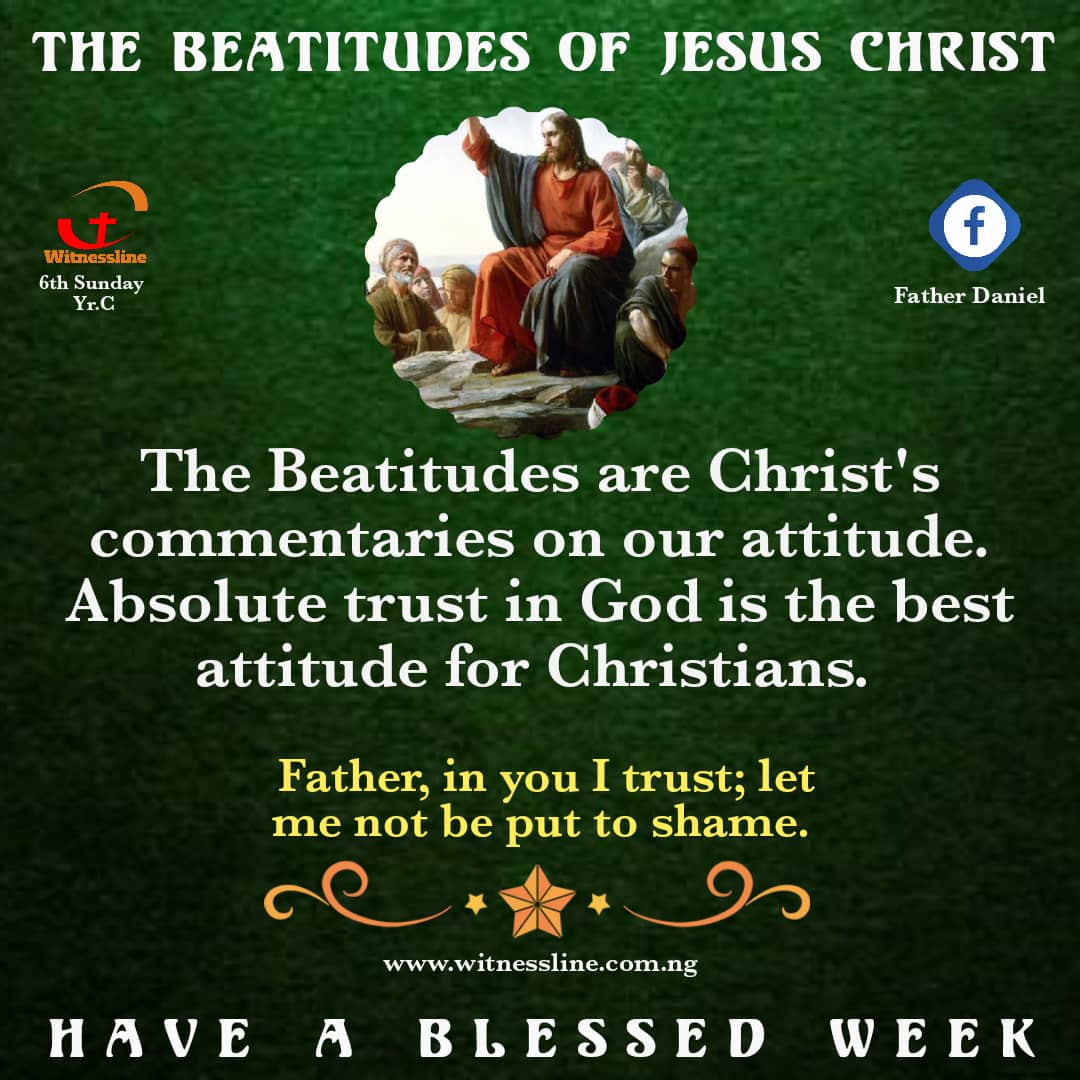 THE BEATITUDES OF JESUS CHRIST
Witnessline
6th Sunday
Yr.C
f
Father Daniel
The Beatitudes are Christ's
commentaries on our attitude.
Absolute trust in God is the best
attitude for Christians.
Father, in you I trust; let
me not be put to shame.
www.witnessline.com.ng
HAVE A BLESSED WEEK